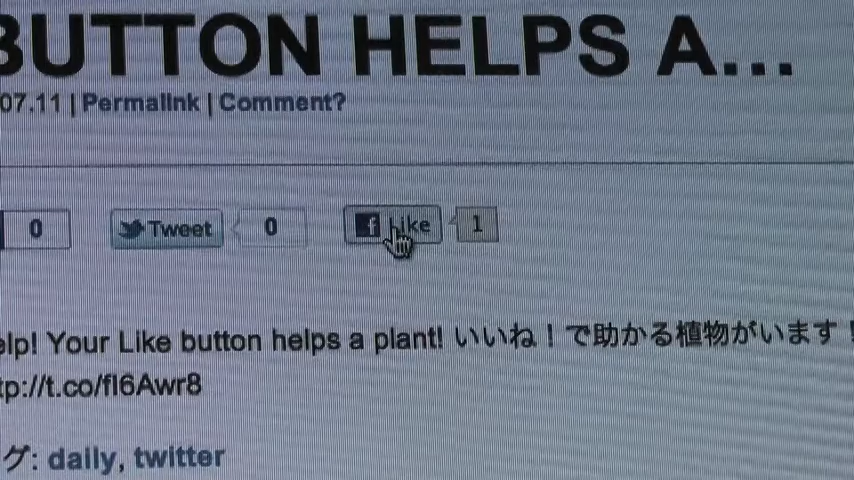 BUTTON HELPS A...
07.11 | Permalink | Comment?
0 Tweet 0 f Like 1
elp! Your Like button helps a plant! いいね！で助かる植物がいます！
tp://t.co/fI6Awr8
グ: daily, twitter